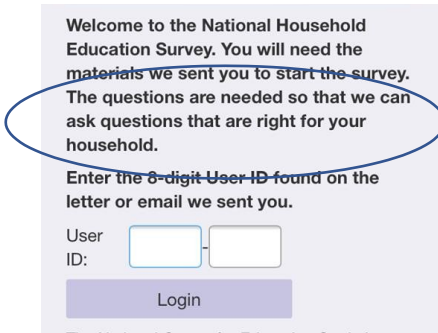 Welcome to the National Household
Education Survey. You will need the
materials we sent you to start the survey.
The questions are needed so that we can
ask questions that are right for your
household.
Enter the 8-digit User ID found on the
letter or email we sent you.
User
ID:
-
Login